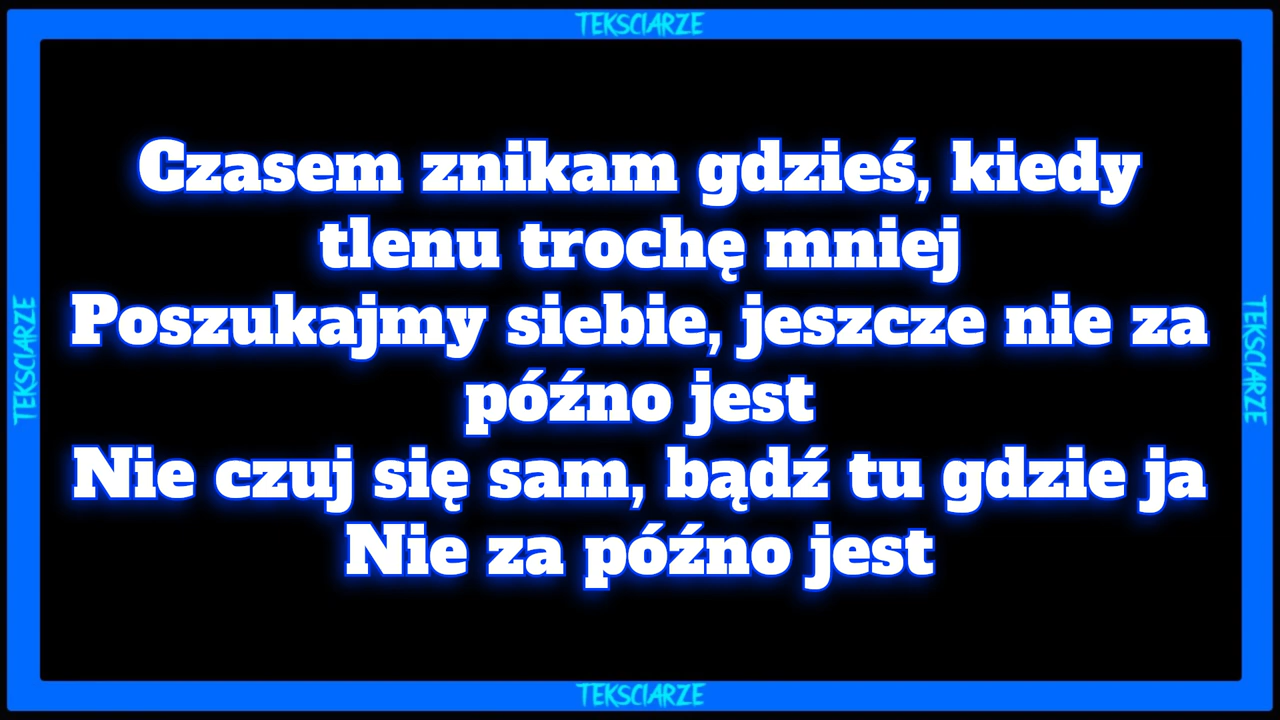 TEKSCIARZE
Czasem znikam gdzieś, kiedy
tlenu trochę mniej
Poszukajmy siebie, jeszcze nie za
późno jest
Nie czuj się sam, bądź tu gdzie ja
Nie za późno jest
TEKSCIARZE
TEKSCIARZE
TEKSCIARZE